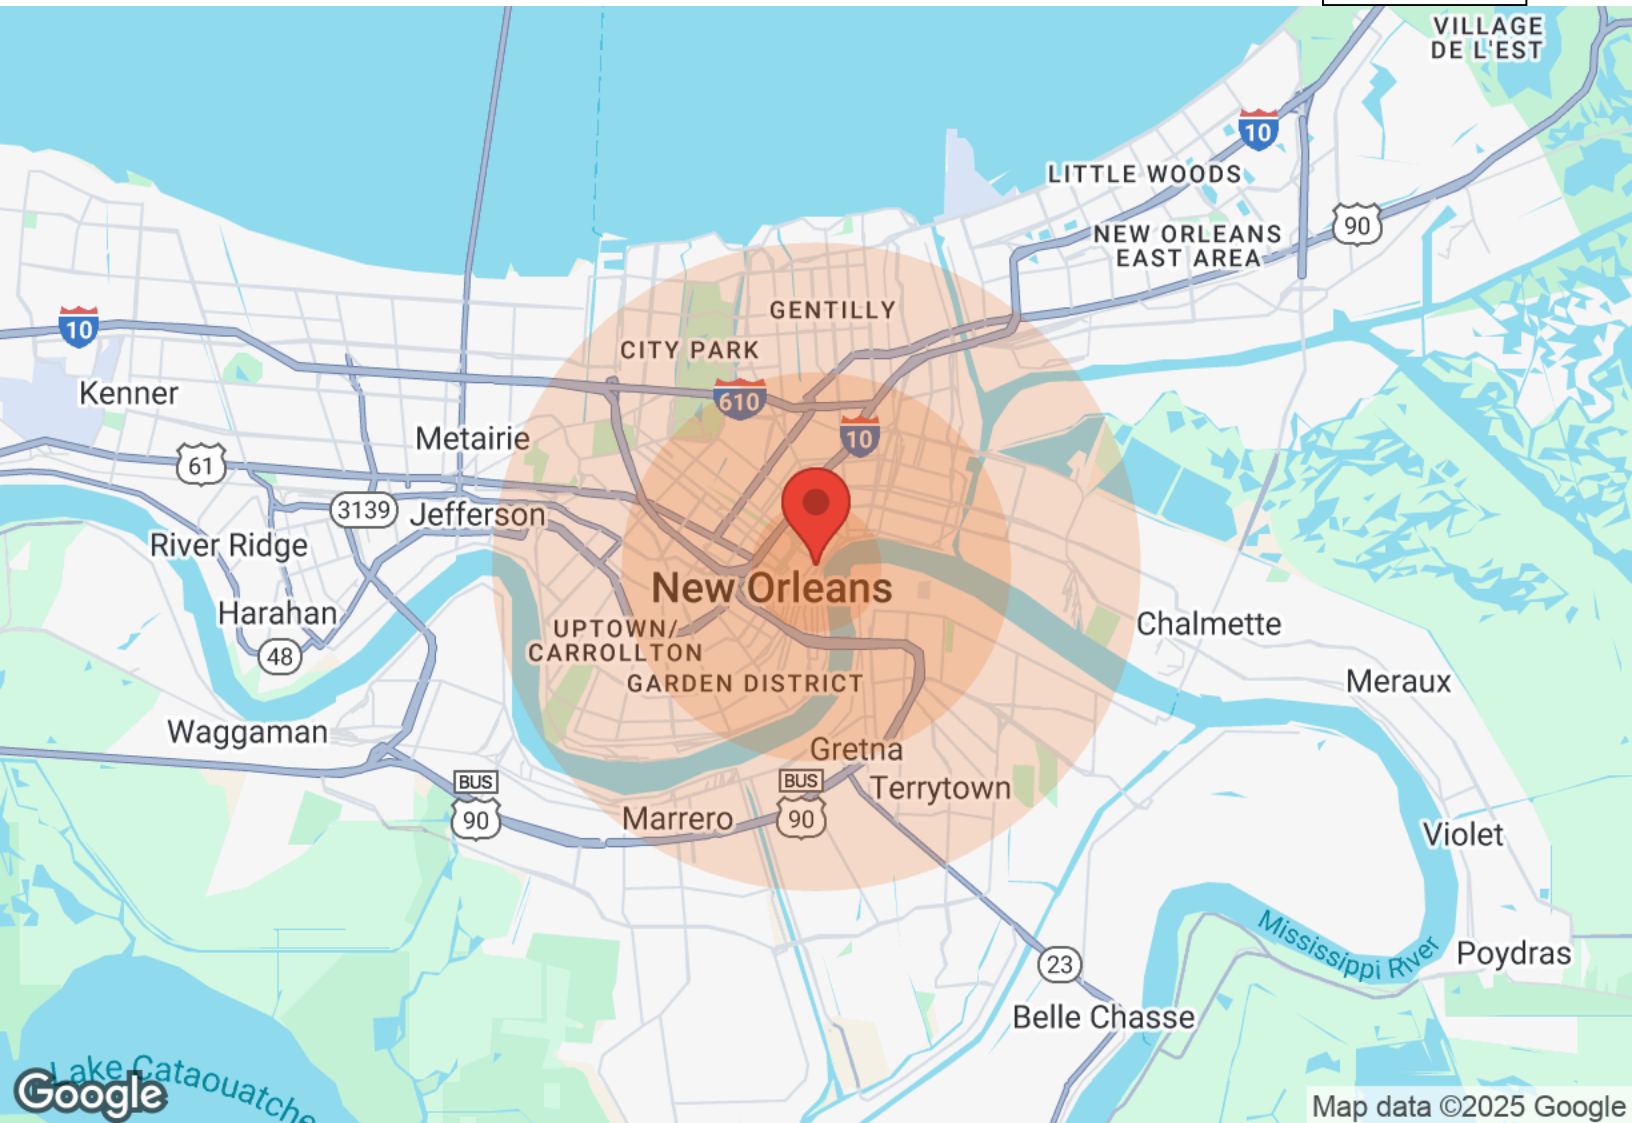 VILLAGE
DE L'EST
10
LITTLE WOODS
90
NEW ORLEANS
EAST AREA
GENTILLY
10
CITY PARK
Kenner
610
Metairie
10
61
3139
Jefferson
River Ridge
New Orleans
Harahan
Chalmette
UPTOWN/
CARROLLTON
48
GARDEN DISTRICT
Meraux
Waggaman
Gretna
BUS
90
BUS
90
Terrytown
Marrero
Violet
Mississippi River
Poydras
23
Belle Chasse
Lake Cataouatche
Google
Map data ©2025 Google